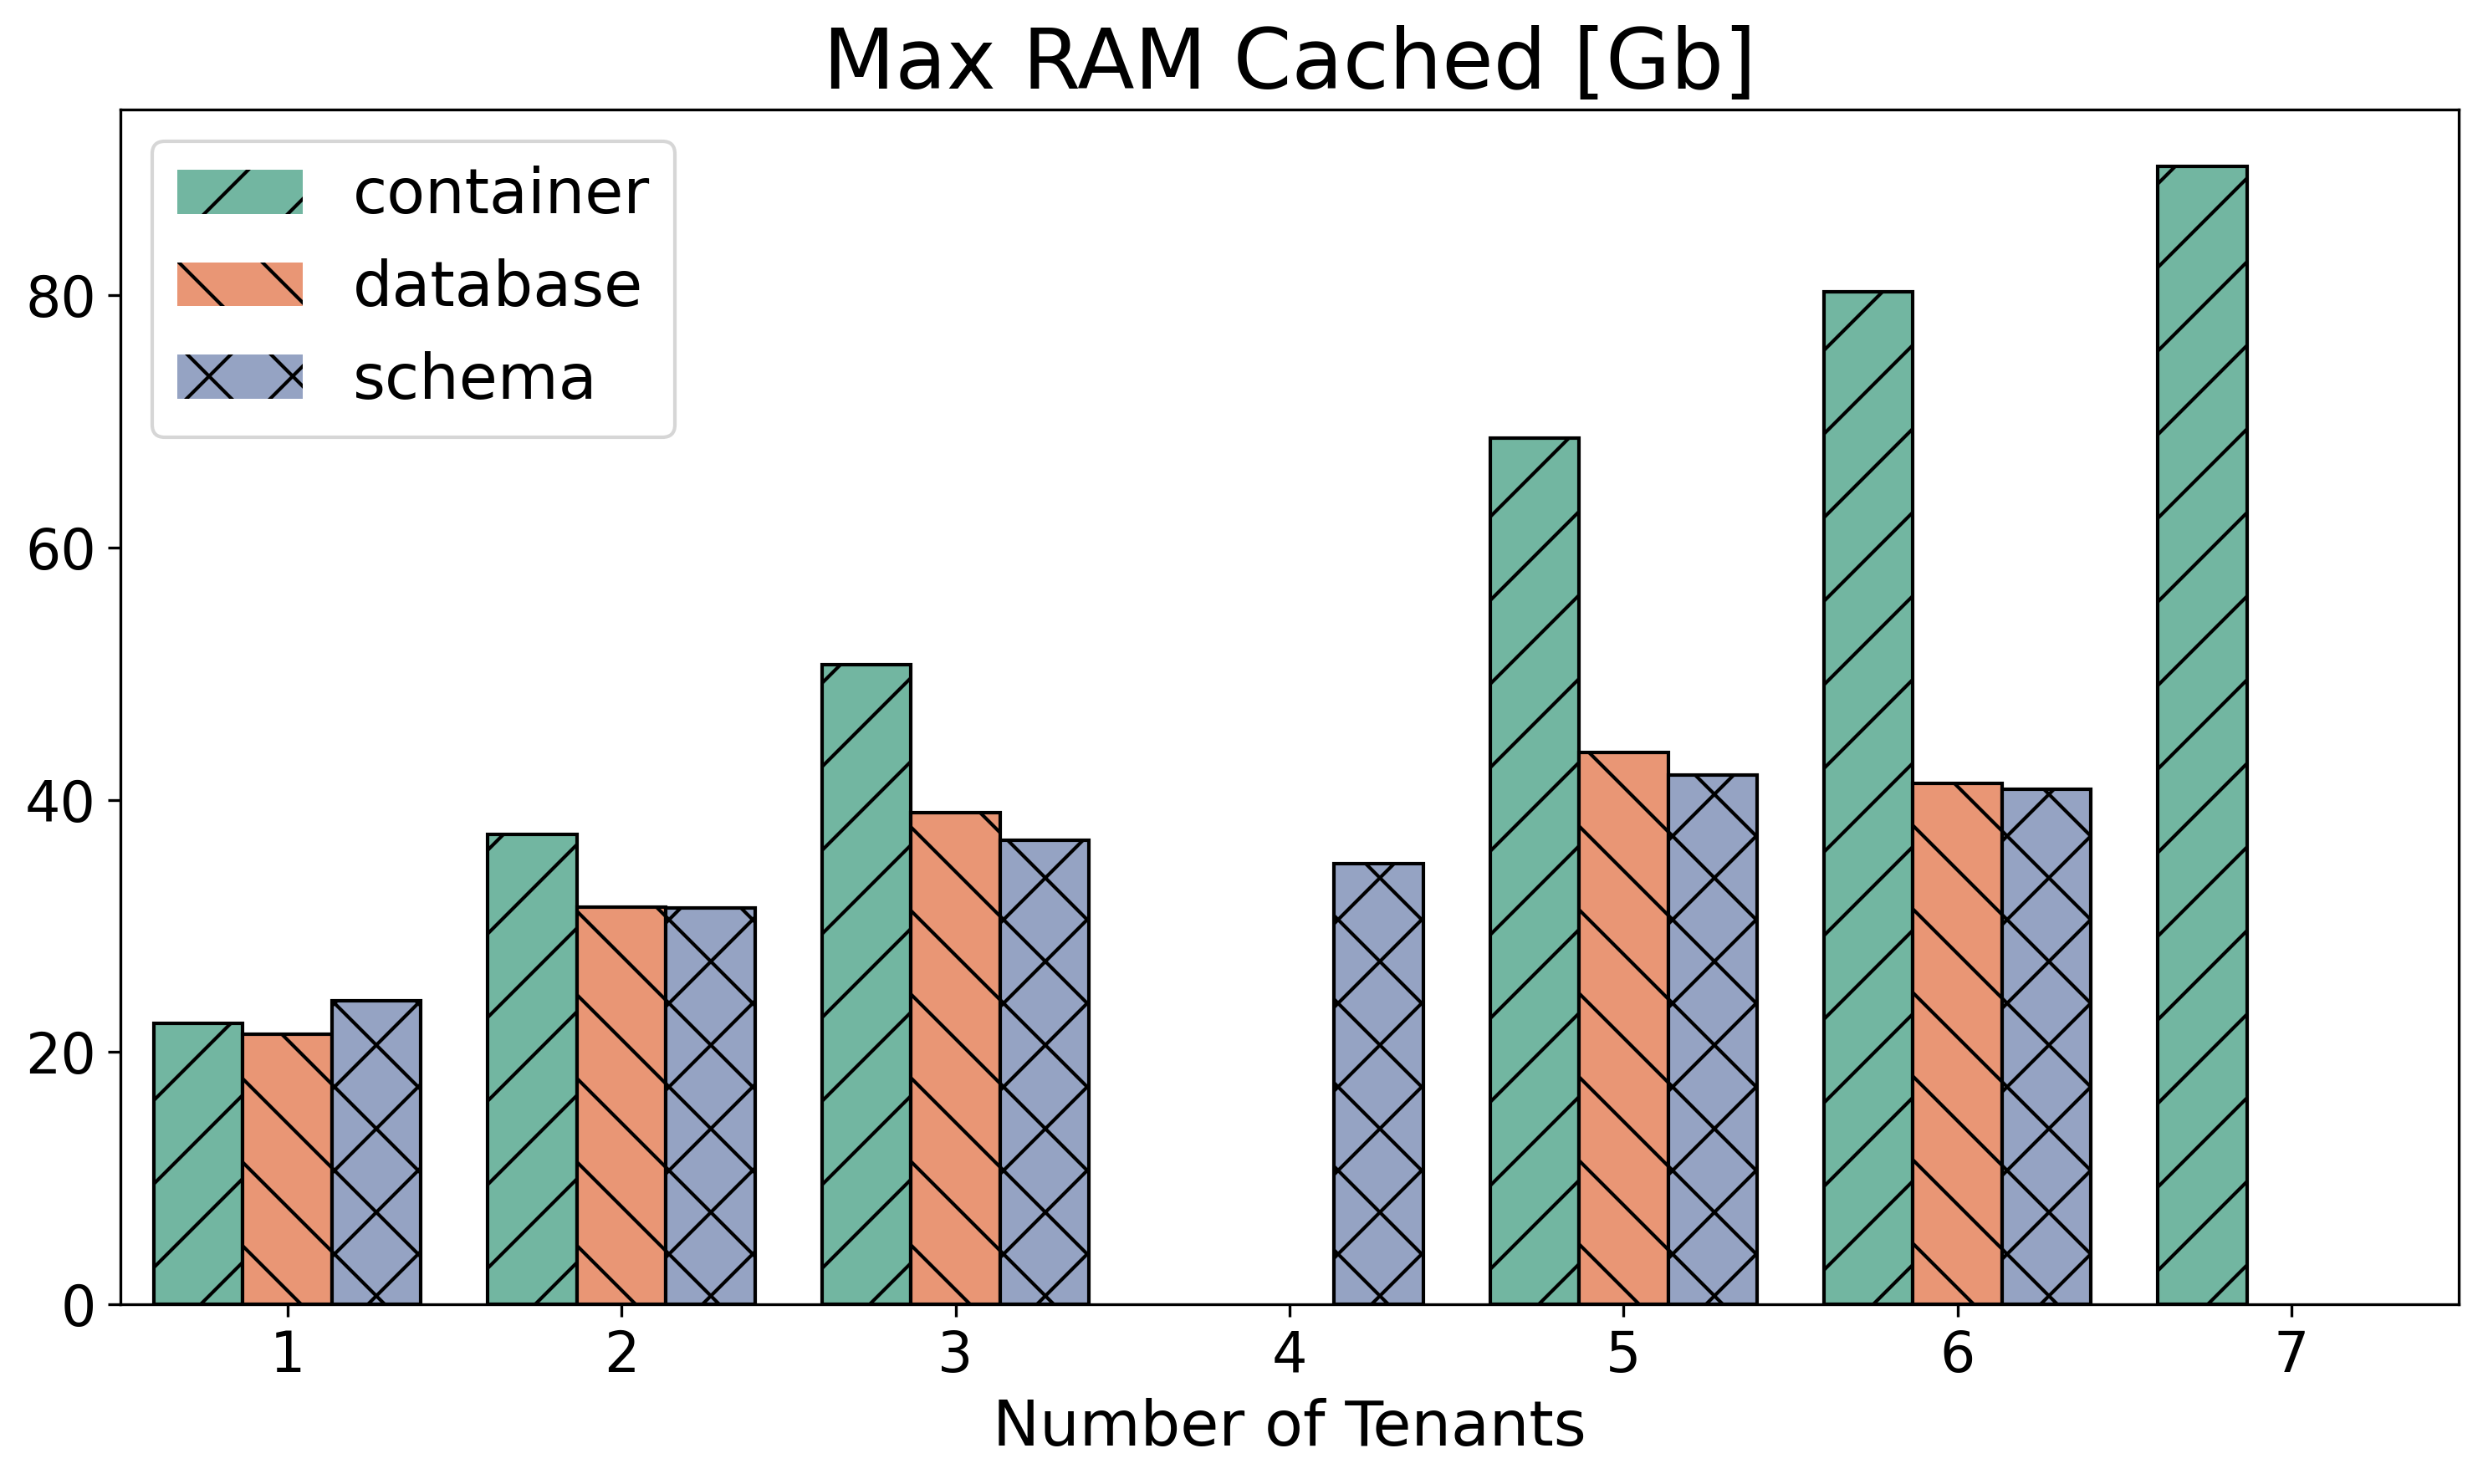 Max RAM Cached [Gb]
container
database
schema
80
60
40
20
0
1 2 3 4 5 6 7
Number of Tenants